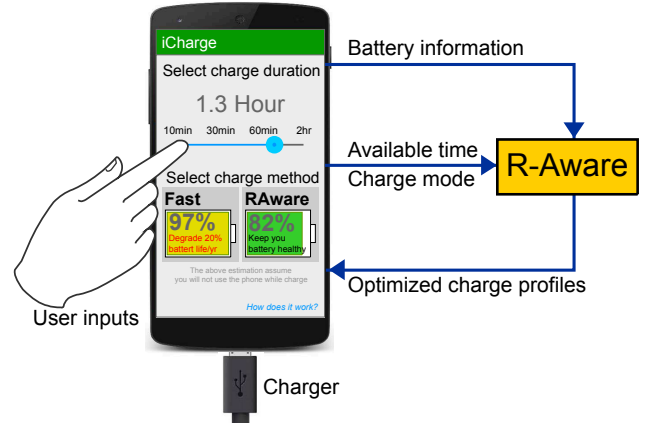 iCharge
Select charge duration
1.3 Hour
10min 30min 60min 2hr
Select charge method
Fast RAware
97% 82%
Degrade 20% Keep you
battert life/yr battery healthy
The above estimation assume
you will not use the phone while charge
How does it work?
User inputs
Charger
Battery information
Available time
Charge mode
R-Aware
Optimized charge profiles